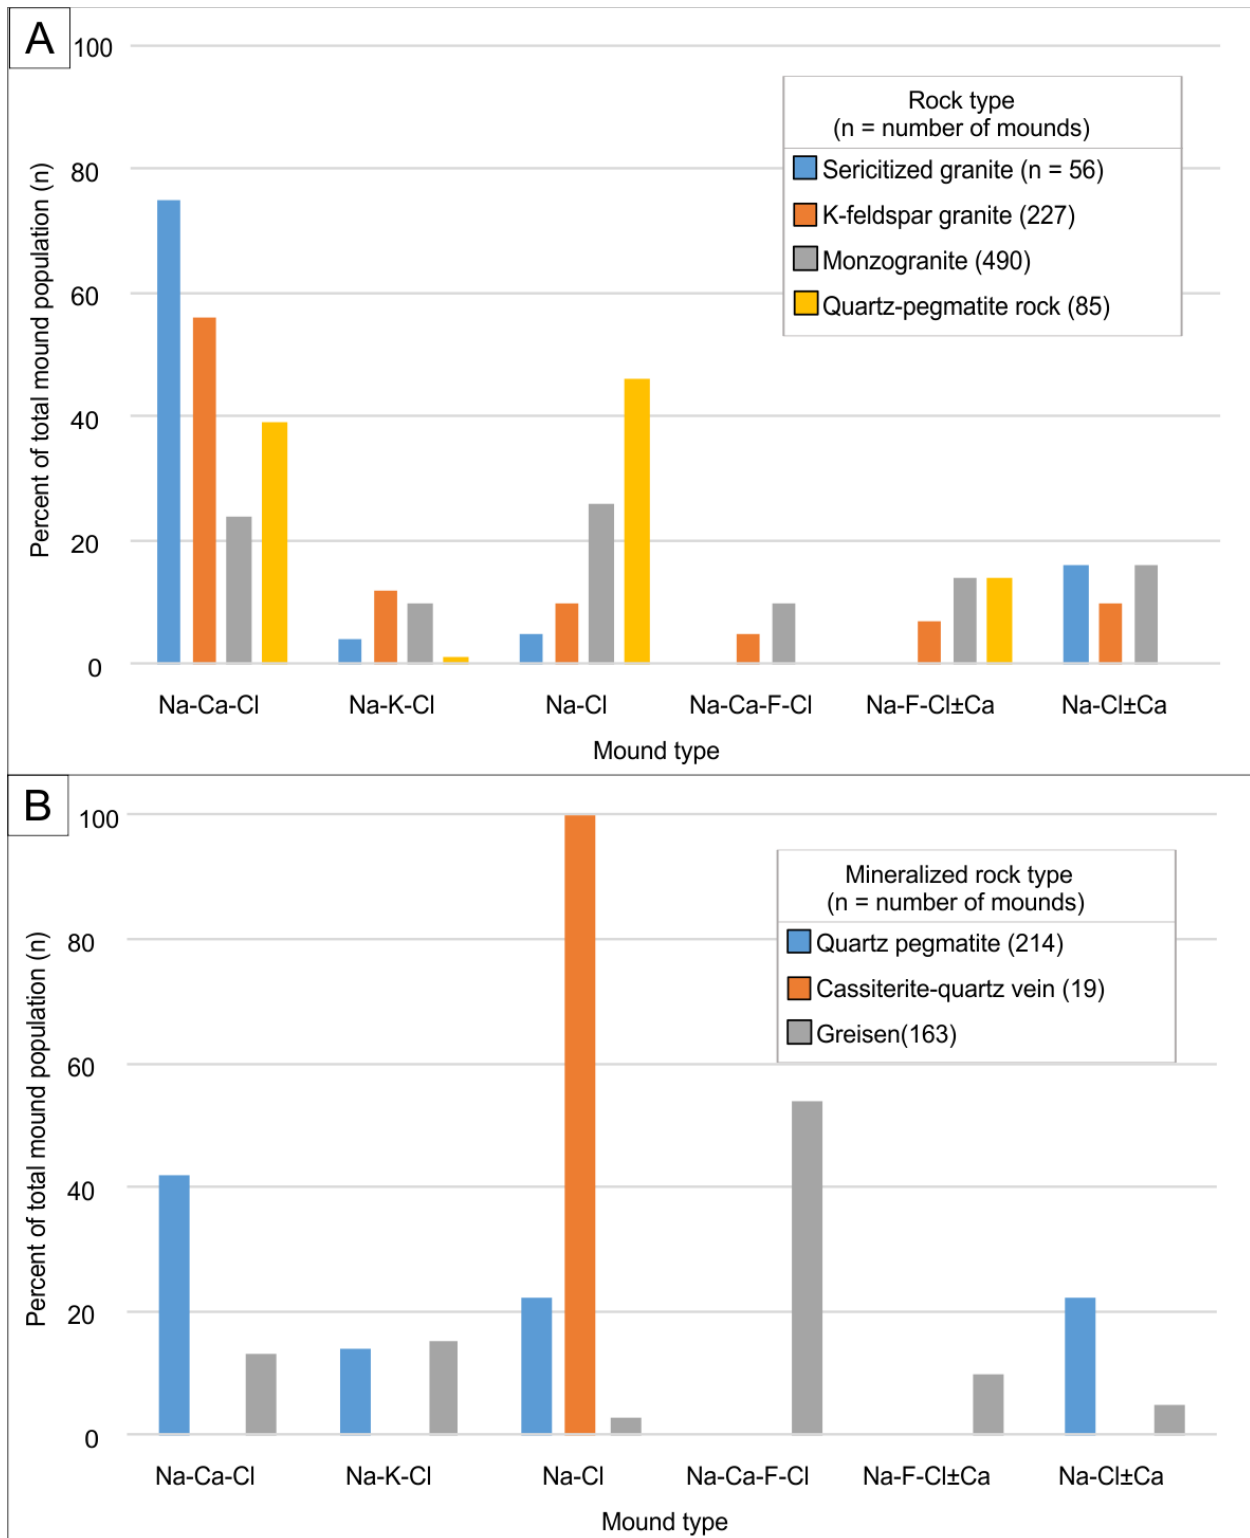 A
100
80
60
40
20
0
Percent of total mound population (n)
Rock type
(n = number of mounds)
Sericitized granite (n = 56)
K-feldspar granite (227)
Monzogranite (490)
Quartz-pegmatite rock (85)
Na-Ca-Cl Na-K-Cl Na-Cl Na-Ca-F-Cl Na-F-Cl±Ca Na-Cl±Ca
Mound type
B
100
80
60
40
20
0
Percent of total mound population (n)
Mineralized rock type
(n = number of mounds)
Quartz pegmatite (214)
Cassiterite-quartz vein (19)
Greisen(163)
Na-Ca-Cl Na-K-Cl Na-Cl Na-Ca-F-Cl Na-F-Cl±Ca Na-Cl±Ca
Mound type